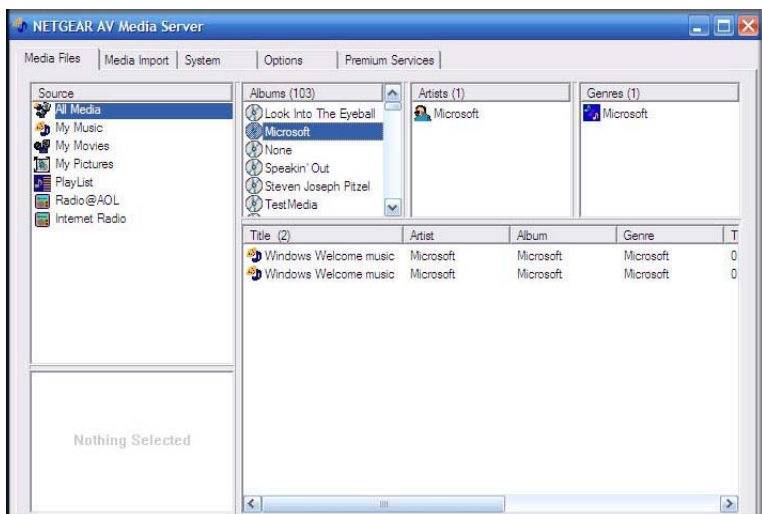 NETGEAR AV Media Server
Media Files Media Import System Options Premium Services
Source
All Media
My Music
My Movies
My Pictures
PlayList
Radio@AOL
Internet Radio
Nothing Selected
Albums (103)
Look Into The Eyeball
Microsoft
None
Speakin' Out
Steven Joseph Pitzel
TestMedia
Artists (1)
Microsoft
Genres (1)
Microsoft
Title (2) Artist Album Genre T
Windows Welcome music Microsoft Microsoft Microsoft 0
Windows Welcome music Microsoft Microsoft Microsoft 0